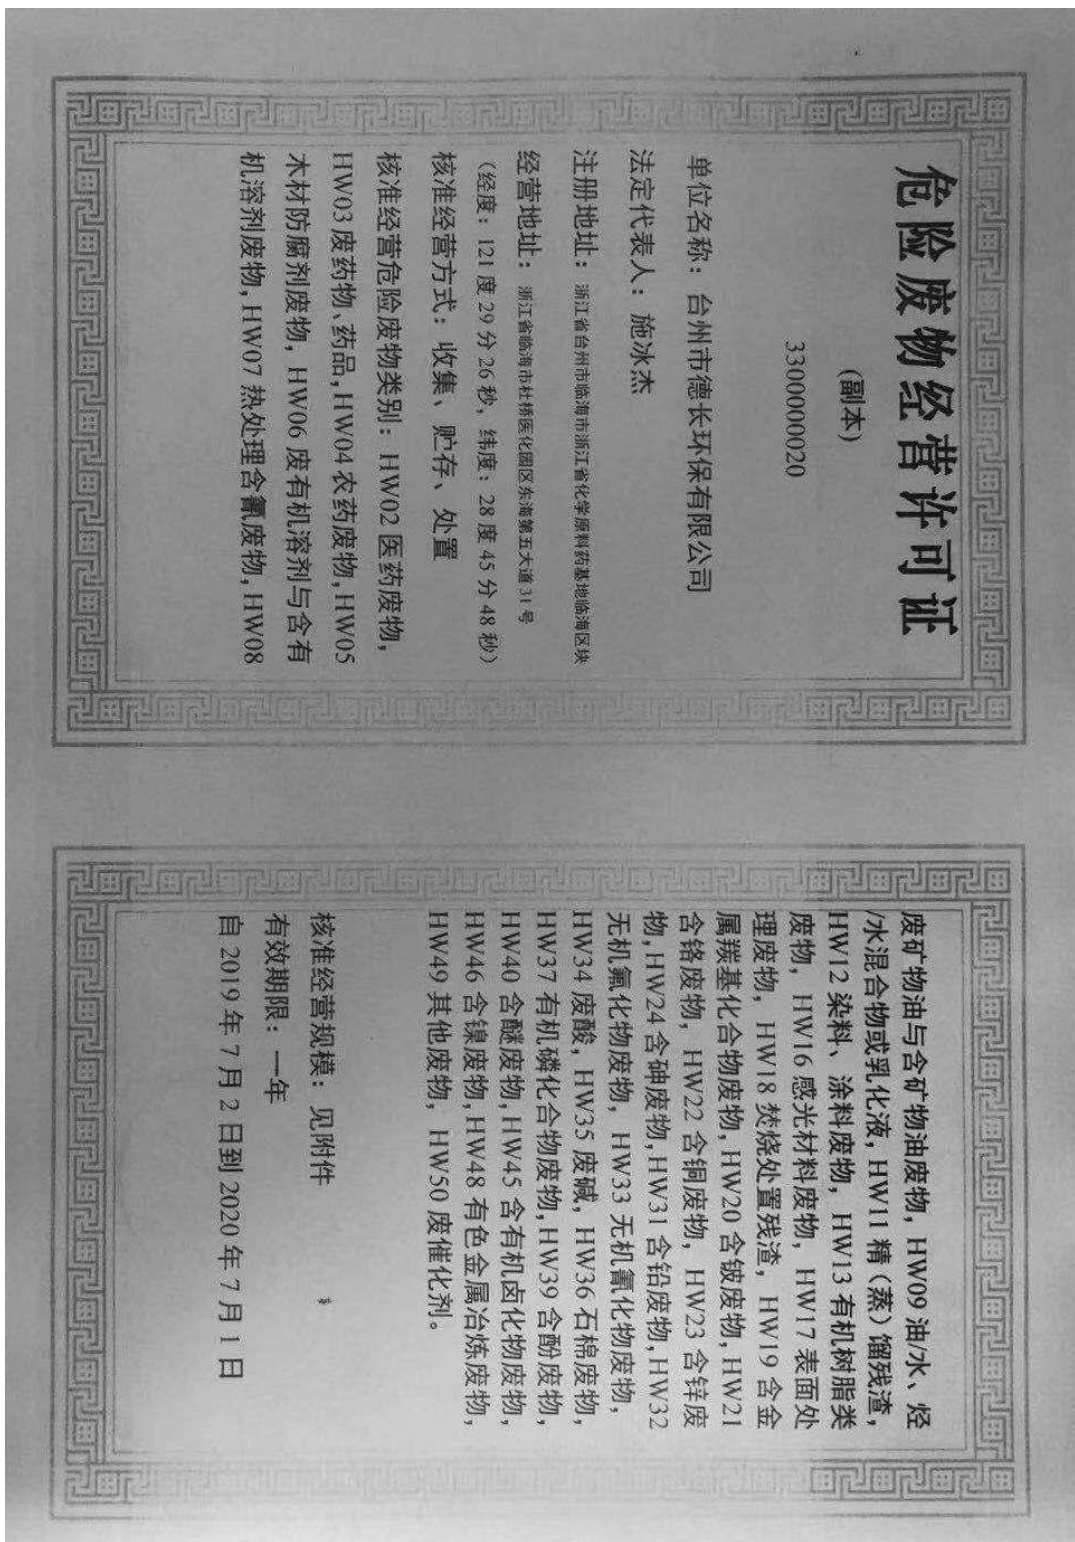 危险废物经营许可证
(副本)
3300000020
单位名称：台州市德长环保有限公司
法定代表人：施冰杰
注册地址：浙江省台州市临海市浙江省化学原料药基地临海区块
经营地址：浙江省临海市杜桥医化园区东海第五大道31号
（经度：121度29分26秒，纬度：28度45分48秒）
核准经营方式：收集、贮存、处置
核准经营危险废物类别：HW02医药废物，
HW03废药物、药品，HW04农药废物，HW05
木材防腐剂废物，HW06废有机溶剂与含有
机溶剂废物，HW07热处理含氰废物，HW08
废矿物油与含矿物油废物，HW09油/水、烃
/水混合物或乳化液，HW11精（蒸）馏残渣，
HW12染料、涂料废物，HW13有机树脂类
废物，HW16感光材料废物，HW17表面处
理废物，HW18焚烧处置残渣，HW19含金
属羰基化合物废物，HW20含铍废物，HW21
含铬废物，HW22含铜废物，HW23含锌废
物，HW24含砷废物，HW31含铅废物，HW32
无机氟化物废物，HW33无机氰化物废物，
HW34废酸，HW35废碱，HW36石棉废物，
HW37有机磷化合物废物，HW39含酚废物，
HW40含醚废物，HW45含有机卤化物废物，
HW46含镍废物，HW48有色金属冶炼废物，
HW49其他废物，HW50废催化剂。
核准经营规模：见附件
有效期限：一年
自2019年7月2日到2020年7月1日